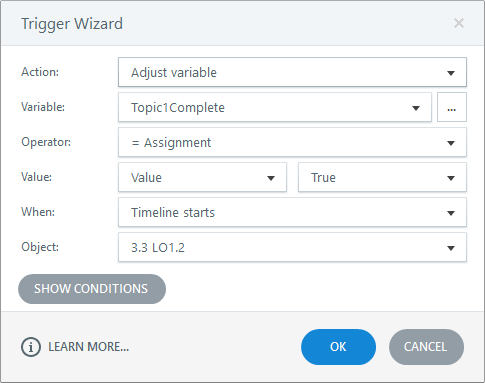 Trigger Wizard ×
Action: Adjust variable
Variable: Topic1Complete ...
Operator: = Assignment
Value: Value True
When: Timeline starts
Object: 3.3 LO1.2
SHOW CONDITIONS
i LEARN MORE... OK CANCEL